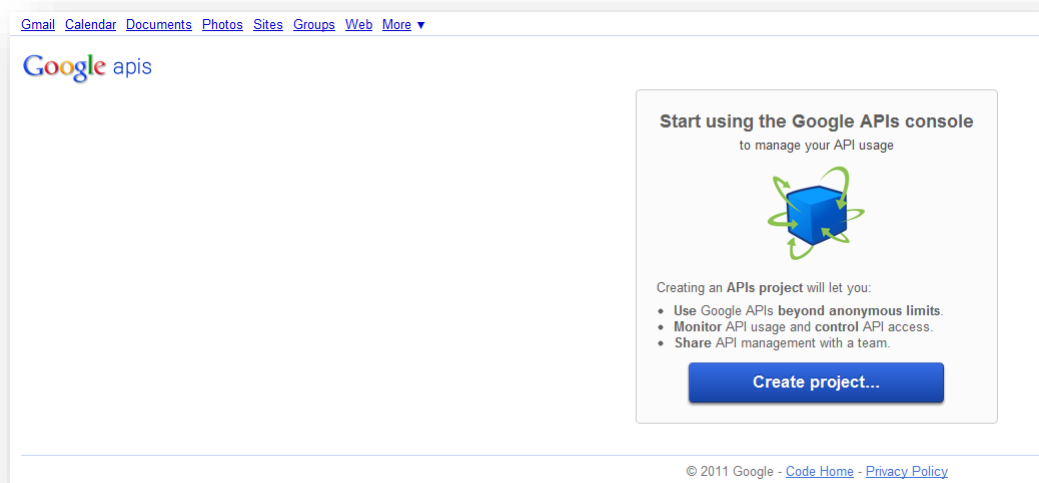 Gmail Calendar Documents Photos Sites Groups Web More ▼
Google apis
Start using the Google APIs console
to manage your API usage
Creating an APIs project will let you:
• Use Google APIs beyond anonymous limits.
• Monitor API usage and control API access.
• Share API management with a team.
Create project...
© 2011 Google - Code Home - Privacy Policy